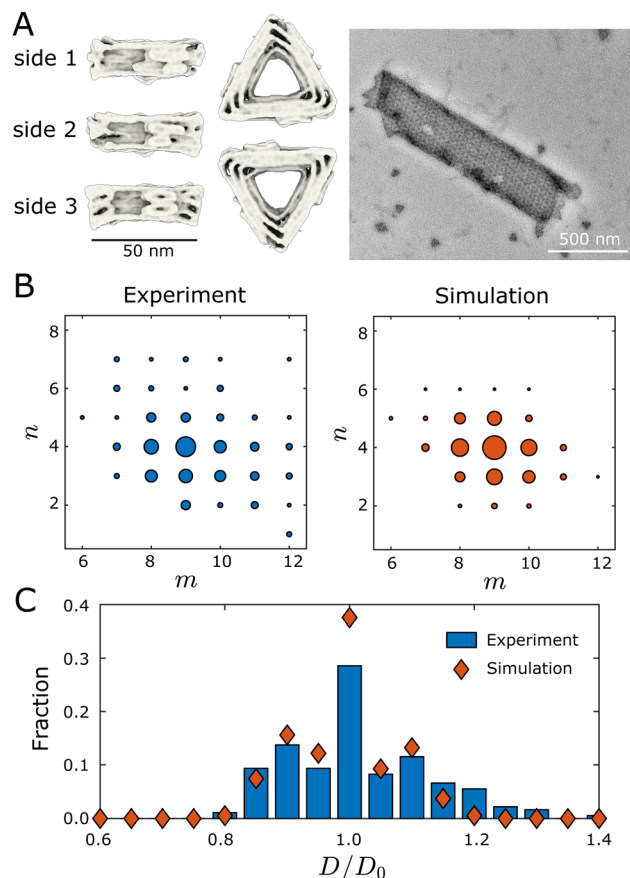 A
side 1
side 2
side 3
50 nm
500 nm
B
Experiment
Simulation
8
6
4
2
n
6 8 10 12
m
8
6
4
2
n
6 8 10 12
m
C
0.4
0.3
0.2
0.1
0.0
Fraction
Experiment
Simulation
0.6 0.8 1.0 1.2 1.4
D/D₀